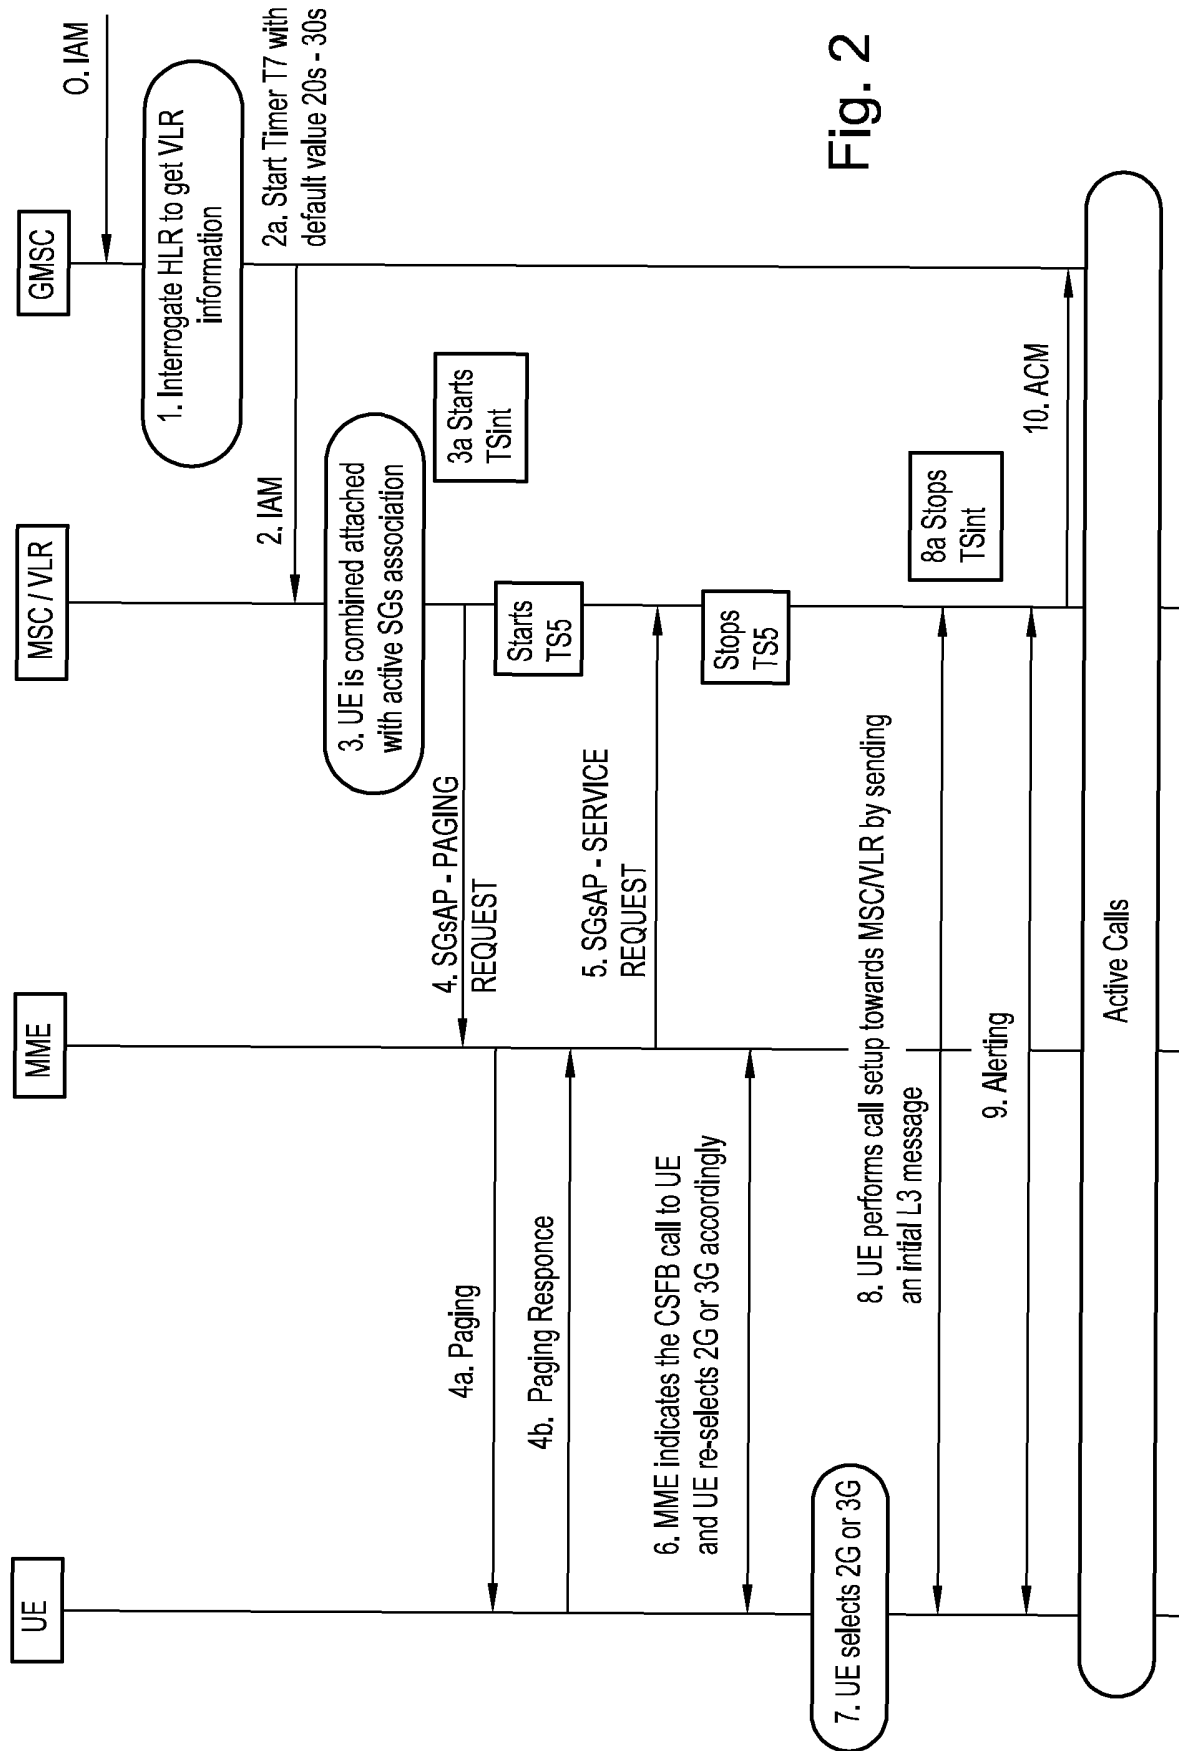 UE
MME
MSC / VLR
GMSC
0. IAM
1. Interrogate HLR to get VLR
information
2a. Start Timer T7 with
default value 20s - 30s
2. IAM
3. UE is combined attached
with active SGs association
3a Starts
TSint
4. SGsAP - PAGING
REQUEST
4a. Paging
Starts
TS5
4b. Paging Responce
5. SGsAP - SERVICE
REQUEST
Stops
TS5
6. MME indicates the CSFB call to UE
and UE re-selects 2G or 3G accordingly
7. UE selects 2G or 3G
8. UE performs call setup towards MSC/VLR by sending
an intial L3 message
8a Stops
TSint
9. Alerting
10. ACM
Active Calls
Fig. 2